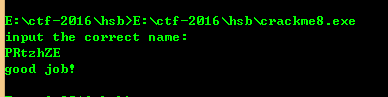 E:\ctf-2016\hsb>E:\ctf-2016\hsb\crackme8.exe
input the correct name:
PRtzhZE
good job!